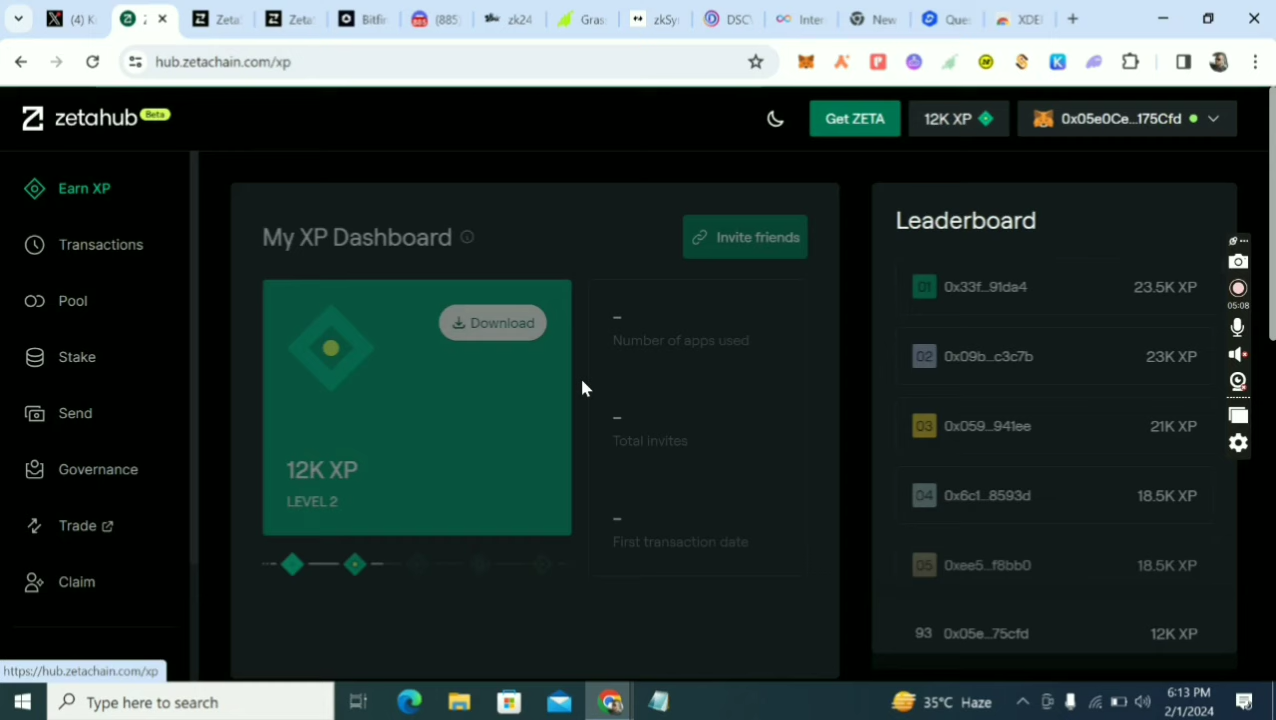 (4) K
Zeta
Zeta
Bitfin
(885
zk24
Gras
zkSy
DSC
Inter
New
Ques
XDEI
hub.zetachain.com/xp
zetahub Beta
Get ZETA
12K XP
0x05e0Ce...175Cfd
Earn XP
Transactions
Pool
Stake
Send
Governance
Trade
Claim
My XP Dashboard
Invite friends
Download
12K XP
LEVEL 2
–
Number of apps used
–
Total invites
–
First transaction date
Leaderboard
01 0x33f...91da4 23.5K XP
02 0x09b...c3c7b 23K XP
03 0x059...941ee 21K XP
04 0x6c1...8593d 18.5K XP
05 0xee5...f8bb0 18.5K XP
93 0x05e...75cfd 12K XP
05:08
https://hub.zetachain.com/xp
Type here to search
35°C Haze
6:13 PM
2/1/2024